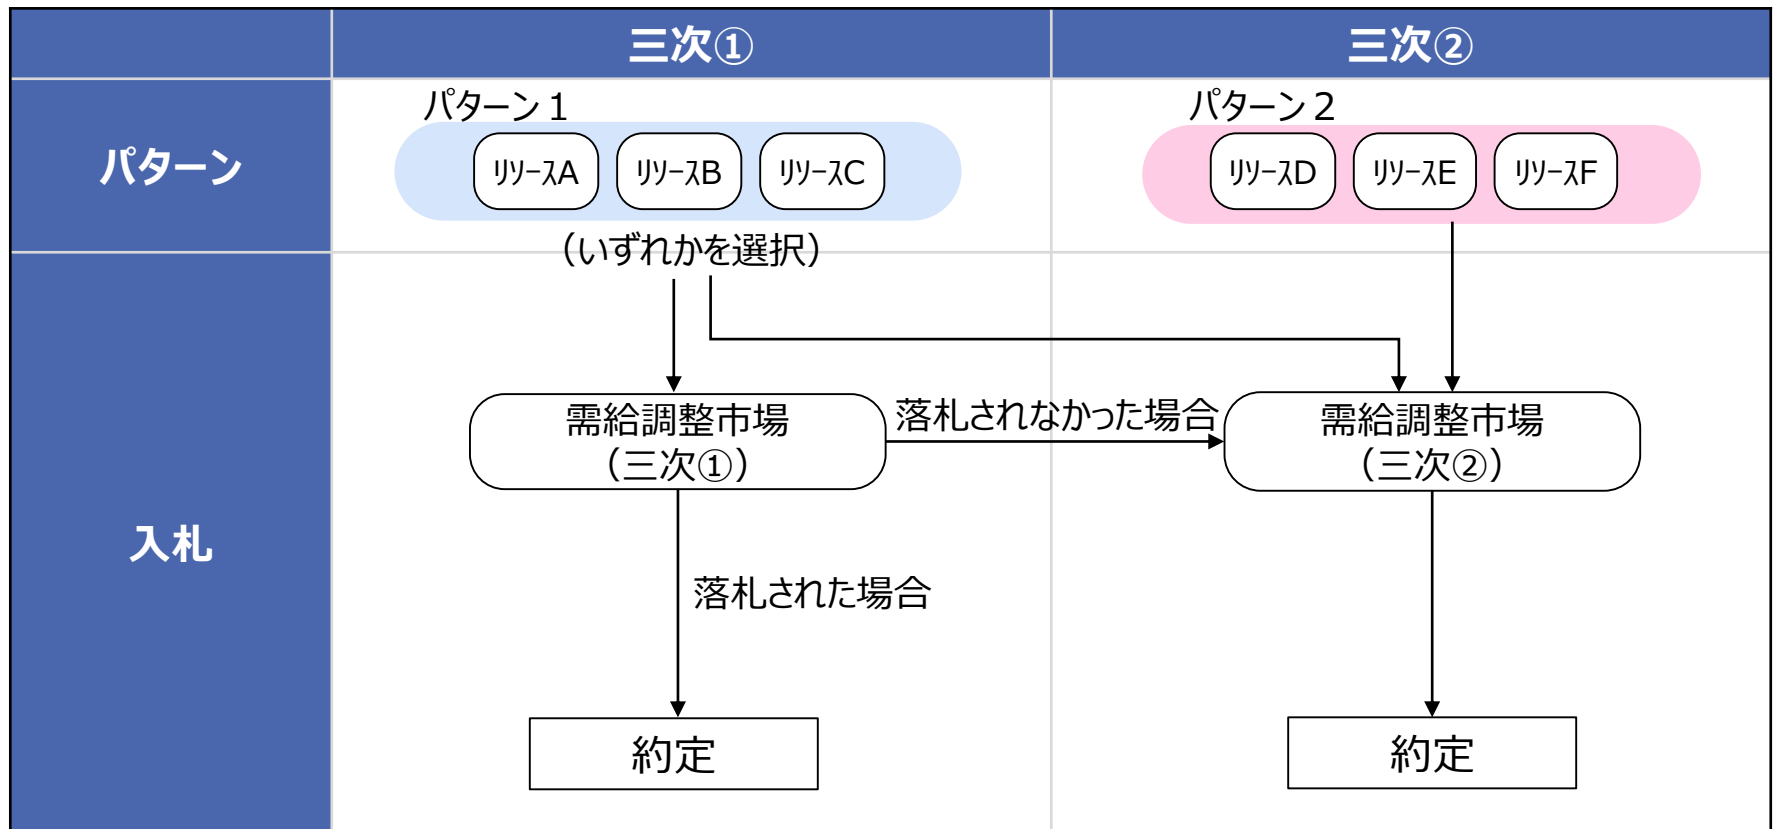 三次①
三次②
パターン
パターン１
リソースA
リソースB
リソースC
（いずれかを選択）
パターン２
リソースD
リソースE
リソースF
入札
需給調整市場
（三次①）
落札されなかった場合
需給調整市場
（三次②）
落札された場合
約定
約定